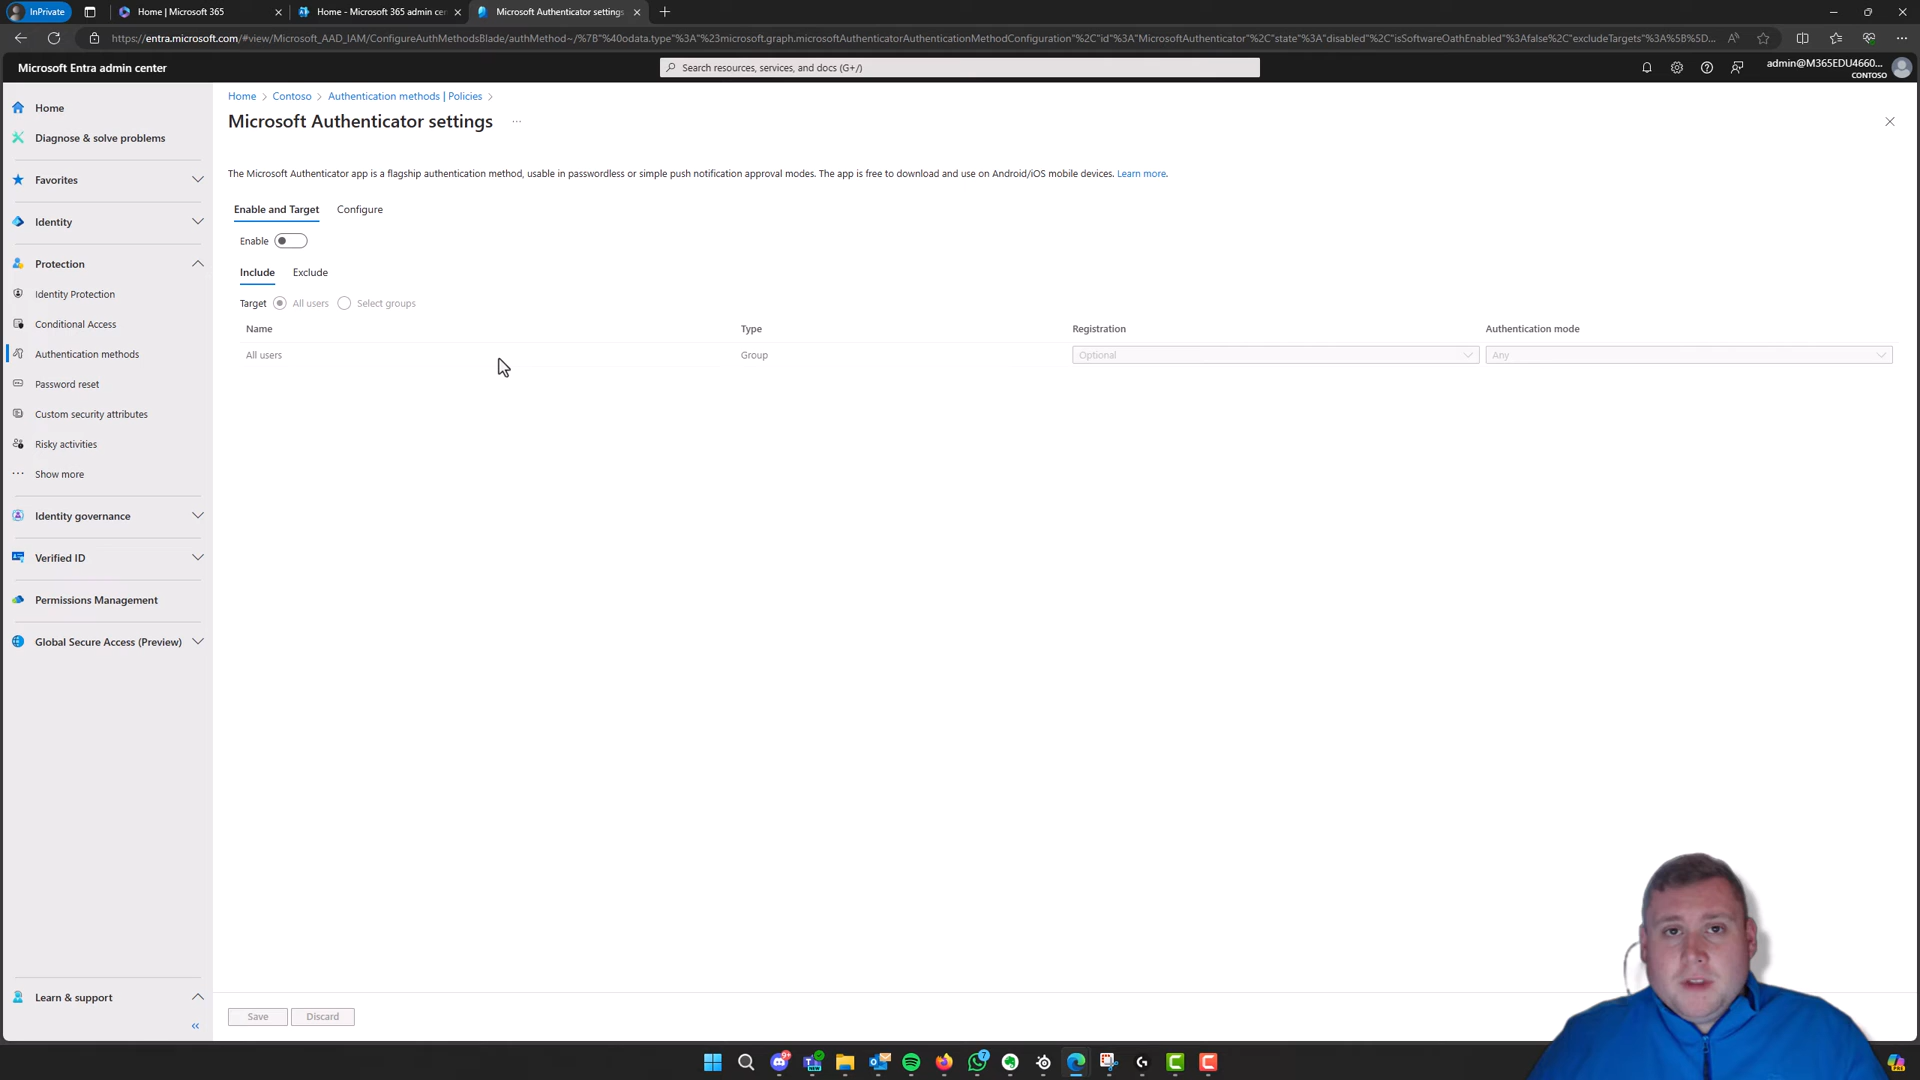 InPrivate
Home | Microsoft 365
Home - Microsoft 365 admin ce
Microsoft Authenticator settings
https://entra.microsoft.com/#view/Microsoft_AAD_IAM/ConfigureAuthMethodsBlade/authMethod~/%7B"%40odata.type"%3A"%23microsoft.graph.microsoftAuthenticatorAuthenticationMethodConfiguration"%2C"id"%3A"MicrosoftAuthenticator"%2C"state"%3A"disabled"%2C"isSoftwareOathEnabled"%3Afalse%2C"excludeTargets"%3A%5B%5D...
Microsoft Entra admin center
Search resources, services, and docs (G+/)
admin@M365EDU4660...
CONTOSO
Home
Diagnose & solve problems
Favorites
Identity
Protection
Identity Protection
Conditional Access
Authentication methods
Password reset
Custom security attributes
Risky activities
Show more
Identity governance
Verified ID
Permissions Management
Global Secure Access (Preview)
Learn & support
Home > Contoso > Authentication methods | Policies >
Microsoft Authenticator settings ...
The Microsoft Authenticator app is a flagship authentication method, usable in passwordless or simple push notification approval modes. The app is free to download and use on Android/iOS mobile devices. Learn more.
Enable and Target Configure
Enable
Include Exclude
Target All users Select groups
Name Type Registration Authentication mode
All users Group Optional Any
Save Discard